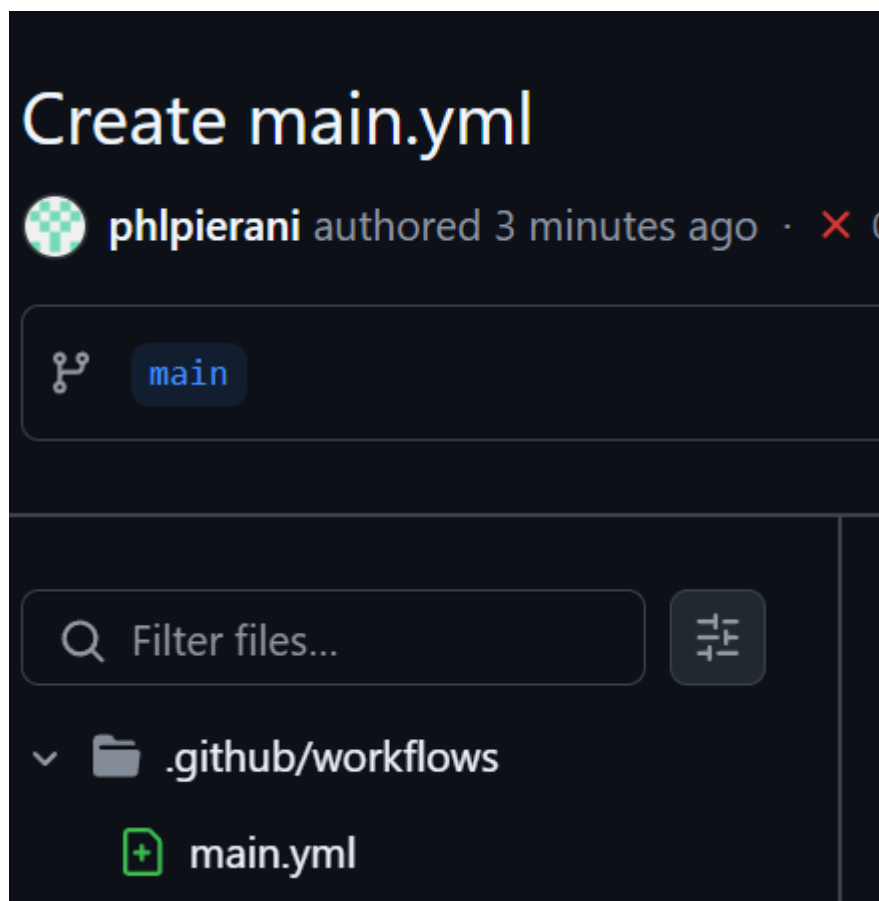 Create main.yml
phlpierani authored 3 minutes ago ·
main
Filter files...
.github/workflows
main.yml